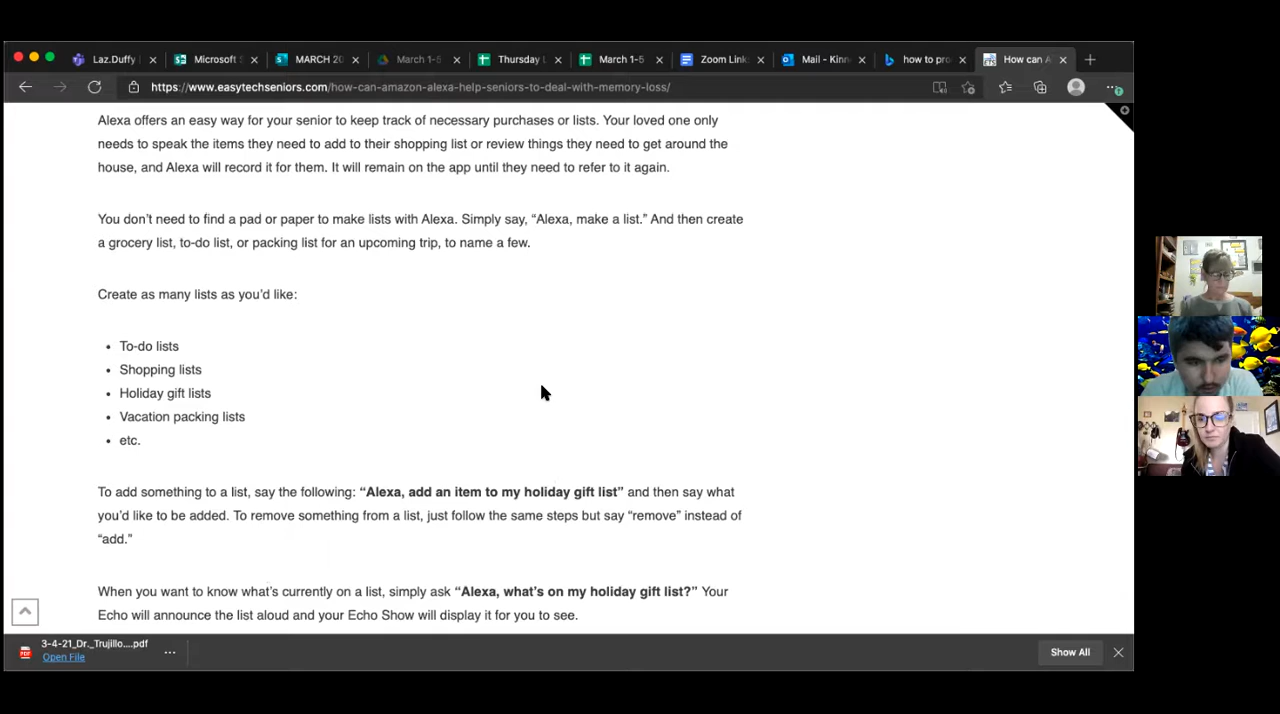 Laz.Duffy
Microsoft S
MARCH 20
March 1-5
Thursday L
March 1-5
Zoom Link
Mail - Kinn
how to pro
How can A
https://www.easytechseniors.com/how-can-amazon-alexa-help-seniors-to-deal-with-memory-loss/
Alexa offers an easy way for your senior to keep track of necessary purchases or lists. Your loved one only
needs to speak the items they need to add to their shopping list or review things they need to get around the
house, and Alexa will record it for them. It will remain on the app until they need to refer to it again.
You don’t need to find a pad or paper to make lists with Alexa. Simply say, “Alexa, make a list.” And then create
a grocery list, to-do list, or packing list for an upcoming trip, to name a few.
Create as many lists as you’d like:
• To-do lists
• Shopping lists
• Holiday gift lists
• Vacation packing lists
• etc.
To add something to a list, say the following: “Alexa, add an item to my holiday gift list” and then say what
you’d like to be added. To remove something from a list, just follow the same steps but say “remove” instead of
“add.”
When you want to know what’s currently on a list, simply ask “Alexa, what’s on my holiday gift list?” Your
Echo will announce the list aloud and your Echo Show will display it for you to see.
3-4-21_Dr._Trujillo....pdf
Open File
Show All